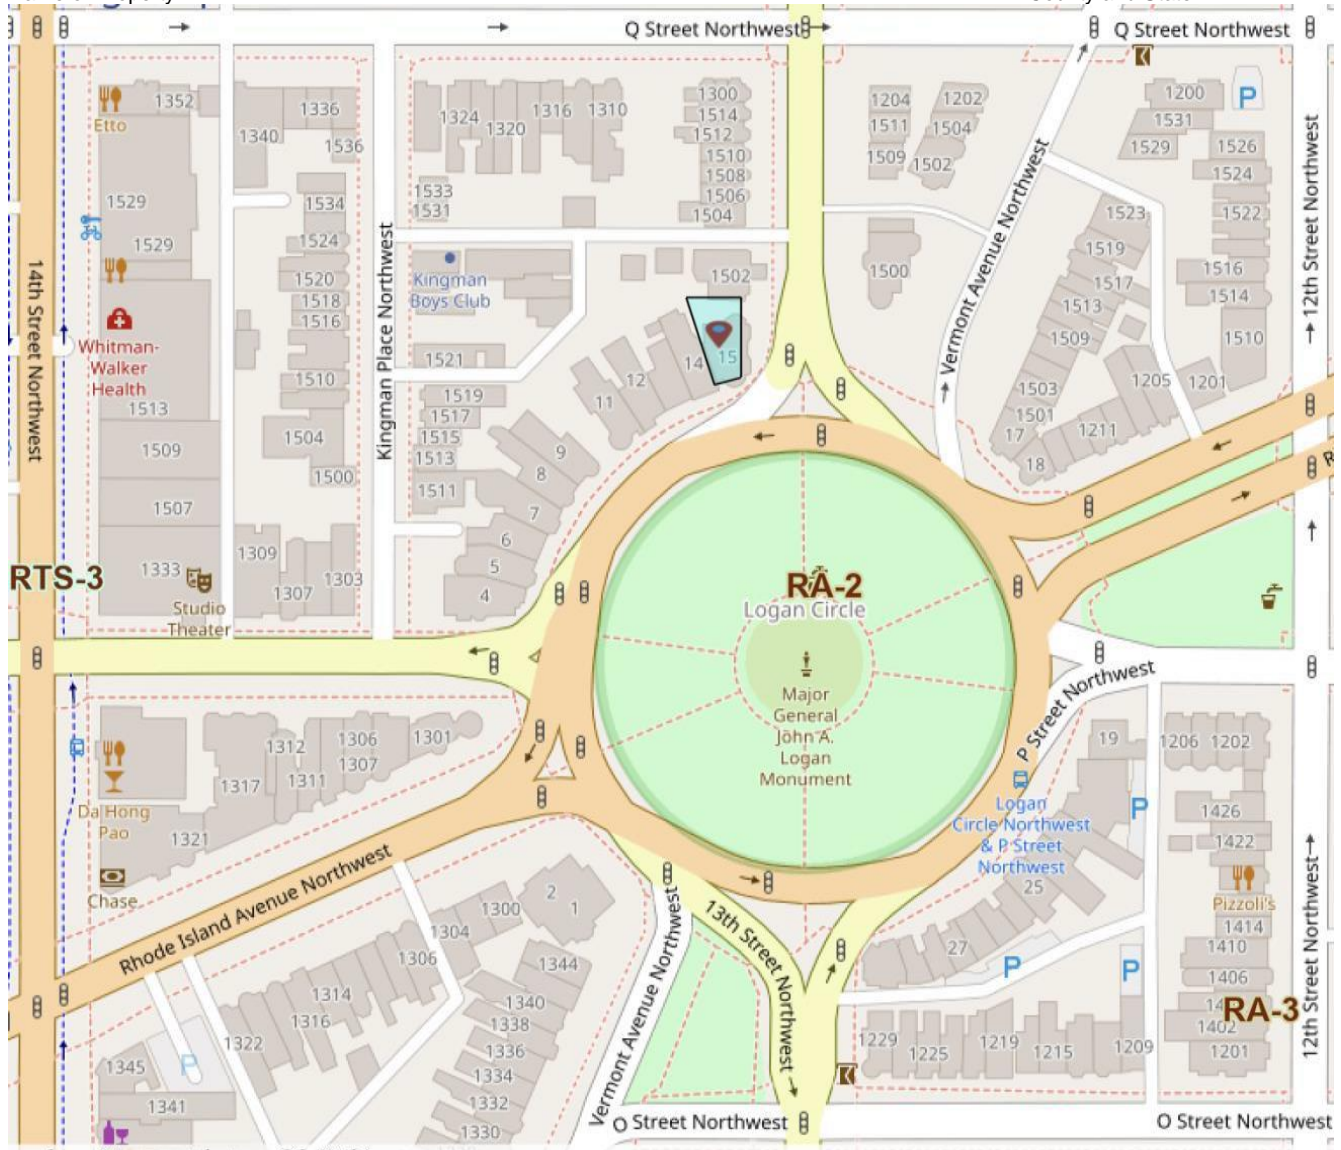 Q Street Northwest
Q Street Northwest
1352
Etto
1340
1336
1536
1324
1320
1316
1310
1300
1514
1512
1510
1508
1506
1504
1204
1511
1509
1202
1504
1502
1200
P
1531
1529
1526
1524
1529
1529
1534
1524
1520
1518
1516
1510
1504
1500
1533
1531
Kingman
Boys Club
1502
1500
1523
1519
1517
1513
1509
1503
1501
17
18
1522
1516
1514
1510
1205
1201
1211
14th Street Northwest
Whitman-
Walker
Health
1513
1509
1507
1333
Studio
Theater
Kingman Place Northwest
1521
1519
1517
1515
1513
1511
15
14
12
11
9
8
7
6
5
4
Vermont Avenue Northwest
12th Street Northwest
R
1309
1307
1303
RTS-3
RA-2
Logan Circle
Major
General
John A.
Logan
Monument
P Street Northwest
1312
1306
1307
1301
1311
1317
1321
Da Hong
Pao
Chase
Rhode Island Avenue Northwest
19
1206
1202
P
Logan
Circle Northwest
& P Street
Northwest
1426
1422
Pizzoli's
1414
1410
1406
1402
1201
RA-3
12th Street Northwest
25
27
P
P
2
1
1300
1304
1306
1314
1316
1322
1344
1340
1338
1336
1334
1332
1330
13th Street Northwest
Vermont Avenue Northwest
1229
1225
1219
1215
1209
P
1345
1341
O Street Northwest
O Street Northwest